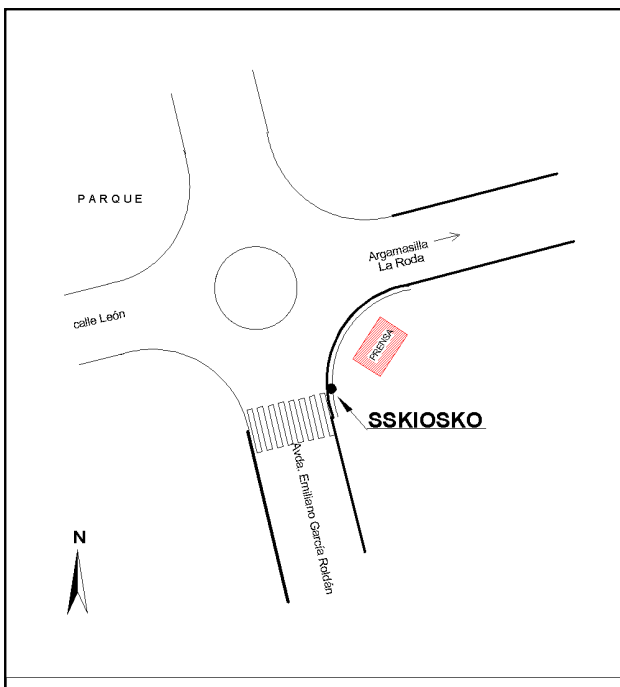 PARQUE
Argamasilla
La Roda
calle León
PRENSA
SSKIOSKO
Avda. Emiliano García Roldán
N